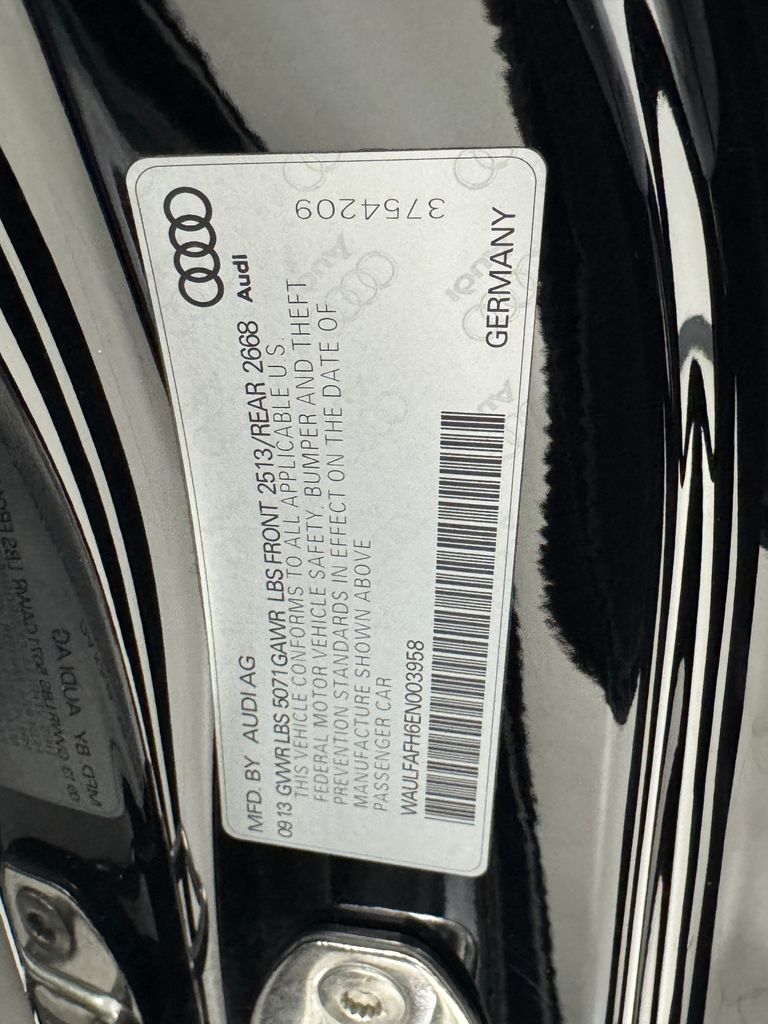 Audi
MFD. BY AUDI AG
09 13 GWWR LBS 5071 GAWR LBS FRONT 2513/REAR 2668
THIS VEHICLE CONFORMS TO ALL APPLICABLE U S
FEDERAL MOTOR VEHICLE SAFETY, BUMPER AND THEFT
PREVENTION STANDARDS IN EFFECT ON THE DATE OF
MANUFACTURE SHOWN ABOVE
PASSENGER CAR
WAULFAFH6EN003958
GERMANY
3754209